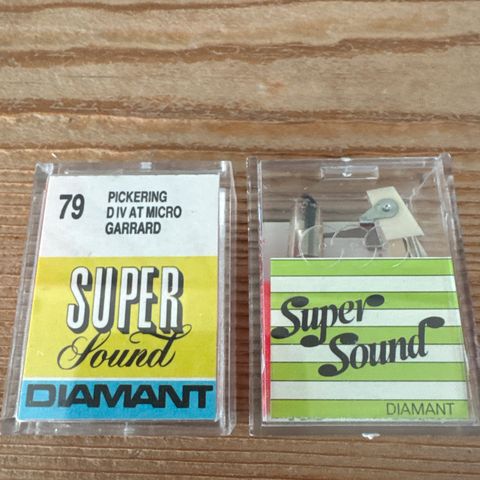 79
PICKERING
D IV AT MICRO
GARRARD
SUPER
Sound
DIAMANT
Super
Sound
DIAMANT